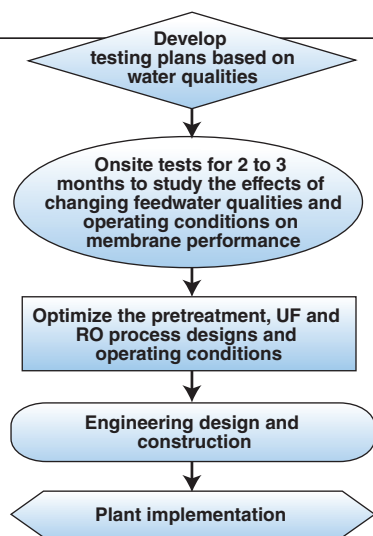 Develop
testing plans based on
water qualities
Onsite tests for 2 to 3
months to study the effects of
changing feedwater qualities and
operating conditions on
membrane performance
Optimize the pretreatment, UF and
RO process designs and
operating conditions
Engineering design and
construction
Plant implementation